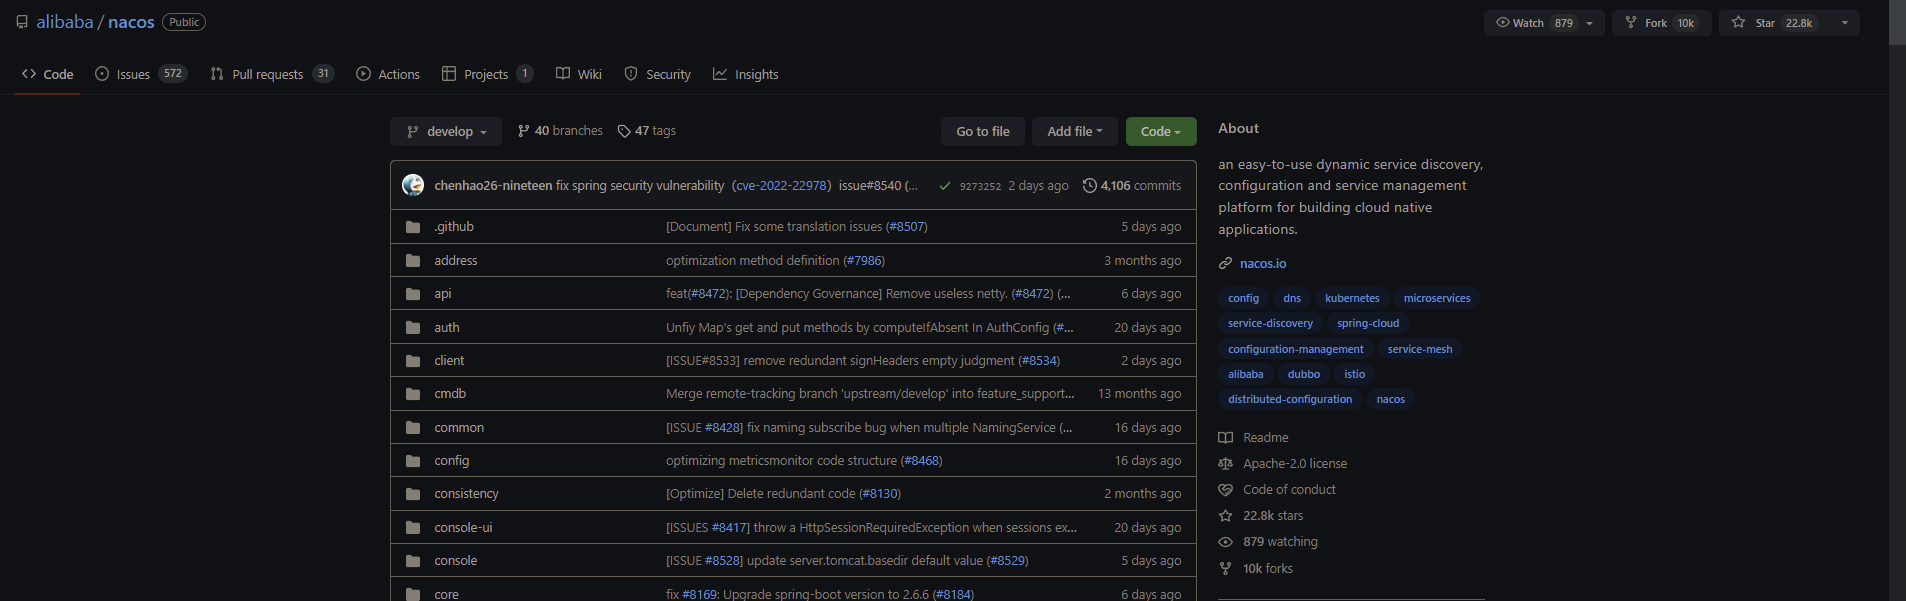 alibaba / nacos Public
Watch 879 Fork 10k Star 22.8k
Code Issues 572 Pull requests 31 Actions Projects 1 Wiki Security Insights
develop 40 branches 47 tags Go to file Add file Code
chenhao26-nineteen fix spring security vulnerability (cve-2022-22978) issue#8540 (... 9273252 2 days ago 4,106 commits
.github [Document] Fix some translation issues (#8507) 5 days ago
address optimization method definition (#7986) 3 months ago
api feat(#8472): [Dependency Governance] Remove useless netty. (#8472) (... 6 days ago
auth Unfiy Map's get and put methods by computeIfAbsent In AuthConfig (#... 20 days ago
client [ISSUE#8533] remove redundant signHeaders empty judgment (#8534) 2 days ago
cmdb Merge remote-tracking branch 'upstream/develop' into feature_support... 13 months ago
common [ISSUE #8428] fix naming subscribe bug when multiple NamingService (... 16 days ago
config optimizing metricsmonitor code structure (#8468) 16 days ago
consistency [Optimize] Delete redundant code (#8130) 2 months ago
console-ui [ISSUES #8417] throw a HttpSessionRequiredException when sessions ex... 20 days ago
console [ISSUE #8528] update server.tomcat.basedir default value (#8529) 5 days ago
core fix #8169: Upgrade spring-boot version to 2.6.6 (#8184) 6 days ago
About
an easy-to-use dynamic service discovery,
configuration and service management
platform for building cloud native
applications.
nacos.io
config dns kubernetes microservices
service-discovery spring-cloud
configuration-management service-mesh
alibaba dubbo istio
distributed-configuration nacos
Readme
Apache-2.0 license
Code of conduct
22.8k stars
879 watching
10k forks